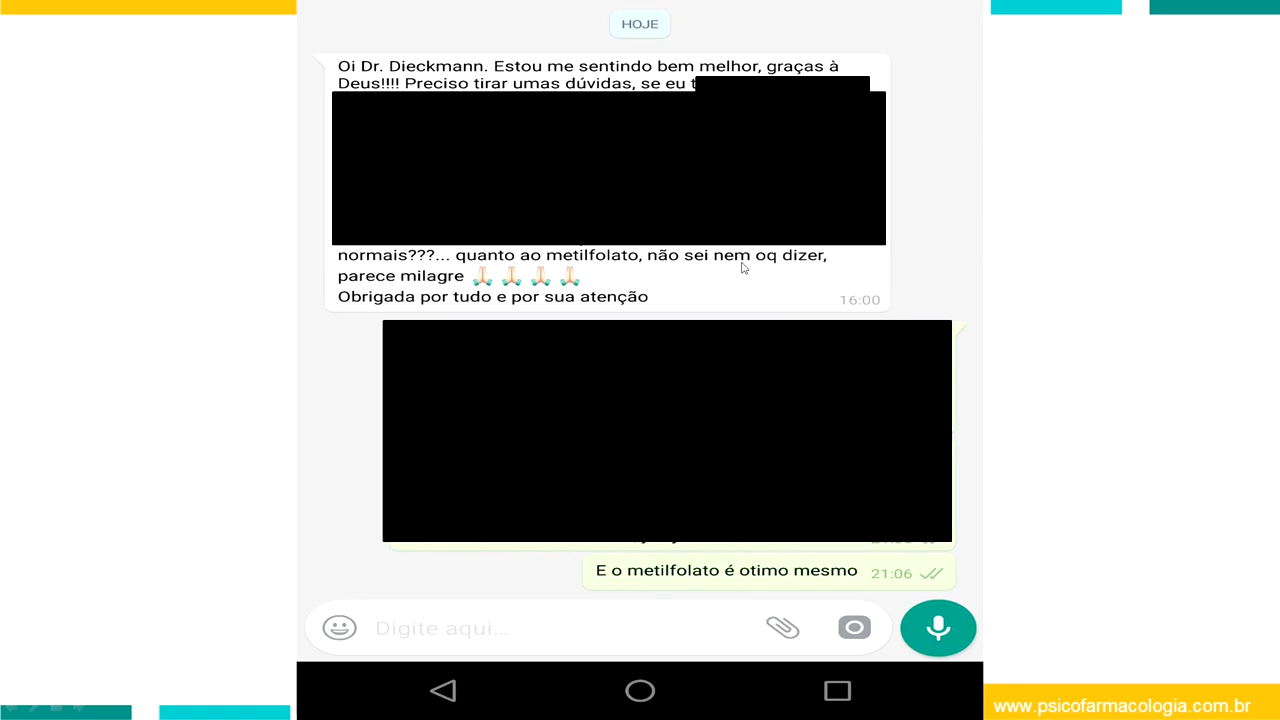 HOJE
Oi Dr. Dieckmann. Estou me sentindo bem melhor, graças à
Deus!!!! Preciso tirar umas dúvidas, se eu
normais???... quanto ao metilfolato, não sei nem oq dizer,
parece milagre 🙏🏻 🙏🏻 🙏🏻 🙏🏻
Obrigada por tudo e por sua atenção
16:00
E o metilfolato é otimo mesmo 21:06
Digite aqui...
www.psicofarmacologia.com.br